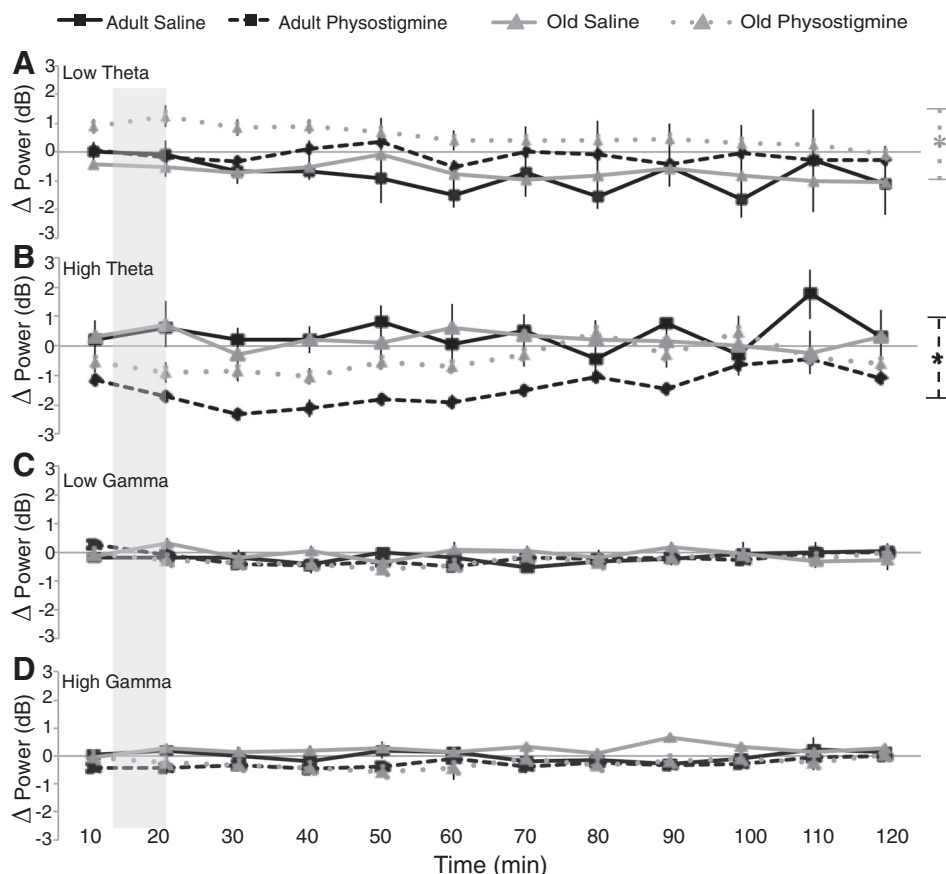 Adult Saline Adult Physostigmine Old Saline Old Physostigmine
A
Low Theta
Δ Power (dB)
3
2
1
0
-1
-2
-3
*
B
High Theta
Δ Power (dB)
3
2
1
0
-1
-2
-3
*
C
Low Gamma
Δ Power (dB)
3
2
1
0
-1
-2
-3
D
High Gamma
Δ Power (dB)
3
2
1
0
-1
-2
-3
10 20 30 40 50 60 70 80 90 100 110 120
Time (min)